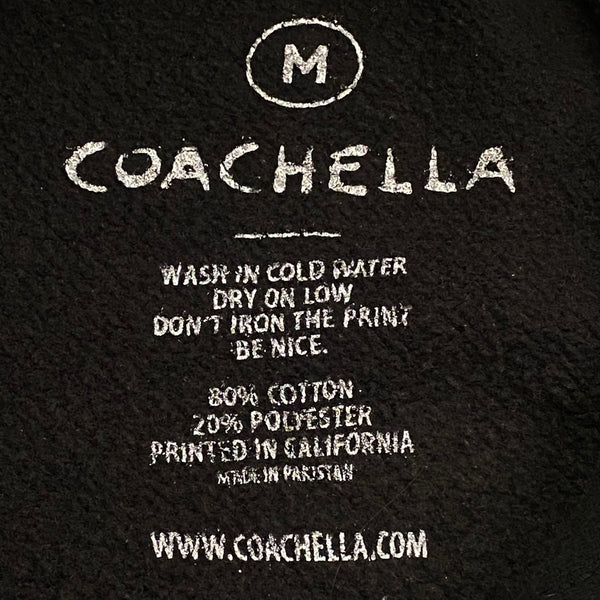 M
COACHELLA
WASH IN COLD WATER
DRY ON LOW
DON'T IRON THE PRINT
BE NICE.
80% COTTON
20% POLYESTER
PRINTED IN CALIFORNIA
MADE IN PAKISTAN
WWW.COACHELLA.COM